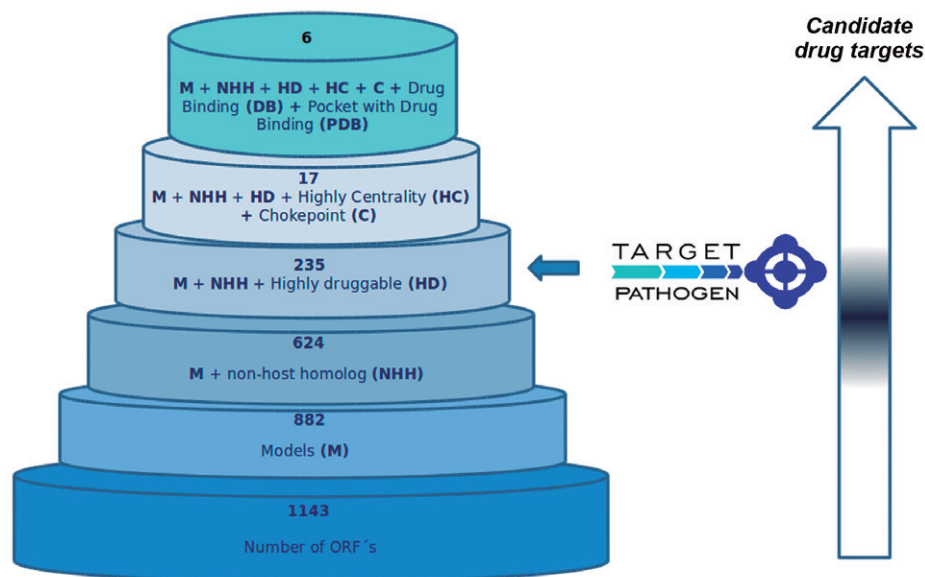 6
M + NHH + HD + HC + C + Drug
Binding (DB) + Pocket with Drug
Binding (PDB)
17
M + NHH + HD + Highly Centrality (HC)
+ Chokepoint (C)
235
M + NHH + Highly druggable (HD)
624
M + non-host homolog (NHH)
882
Models (M)
1143
Number of ORF´s
TARGET
PATHOGEN
Candidate
drug targets